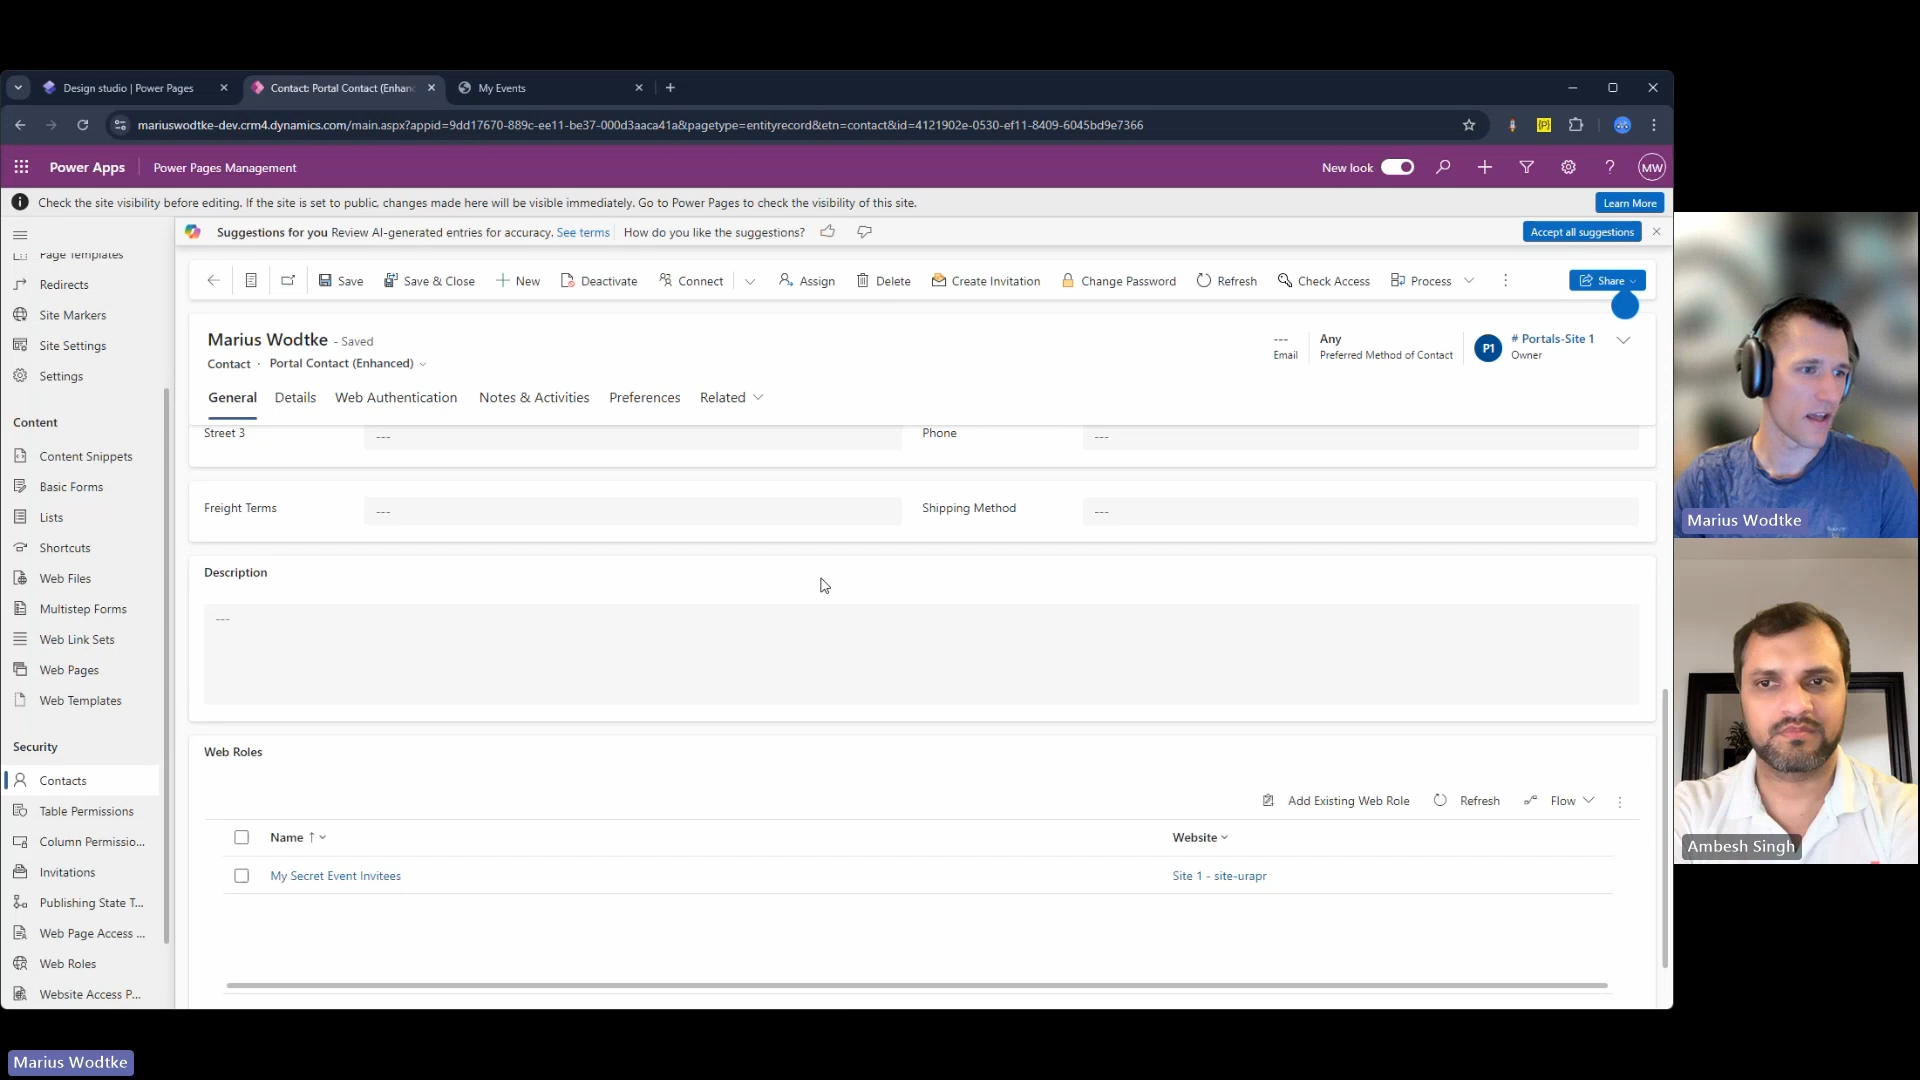 Design studio | Power Pages
Contact: Portal Contact (Enhan
My Events
mariuswodtke-dev.crm4.dynamics.com/main.aspx?appid=9dd17670-889c-ee11-be37-000d3aaca41a&pagetype=entityrecord&etn=contact&id=4121902e-0530-ef11-8409-6045bd9e7366
Power Apps
Power Pages Management
New look
MW
Check the site visibility before editing. If the site is set to public, changes made here will be visible immediately. Go to Power Pages to check the visibility of this site.
Learn More
Suggestions for you Review AI-generated entries for accuracy. See terms
How do you like the suggestions?
Accept all suggestions
Page Templates
Redirects
Site Markers
Site Settings
Settings
Content
Content Snippets
Basic Forms
Lists
Shortcuts
Web Files
Multistep Forms
Web Link Sets
Web Pages
Web Templates
Security
Contacts
Table Permissions
Column Permissio...
Invitations
Publishing State T...
Web Page Access ...
Web Roles
Website Access P...
Save
Save & Close
New
Deactivate
Connect
Assign
Delete
Create Invitation
Change Password
Refresh
Check Access
Process
Share
Marius Wodtke - Saved
Contact · Portal Contact (Enhanced)
---
Email
Any
Preferred Method of Contact
P1
# Portals-Site 1
Owner
General
Details
Web Authentication
Notes & Activities
Preferences
Related
Street 3
---
Phone
---
Freight Terms
---
Shipping Method
---
Description
---
Web Roles
Add Existing Web Role
Refresh
Flow
Name
Website
My Secret Event Invitees
Site 1 - site-urapr
Marius Wodtke
Ambesh Singh
Marius Wodtke